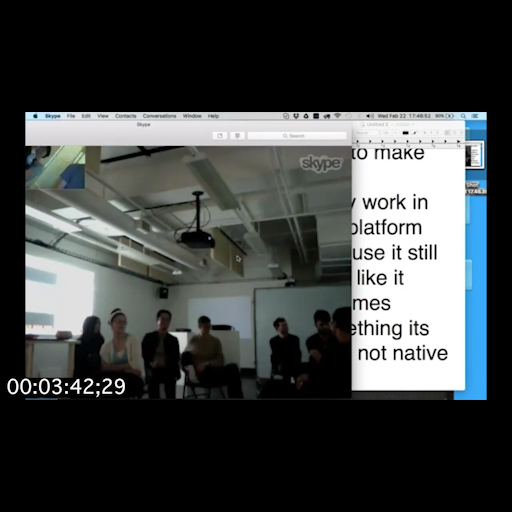 Skype File Edit View Contacts Conversations Window Help
Wed Feb 22 17:48:52
Skype
Search
skype
to make
work in
platform
use it still
like it
mes
ething its
not native
00:03:42;29